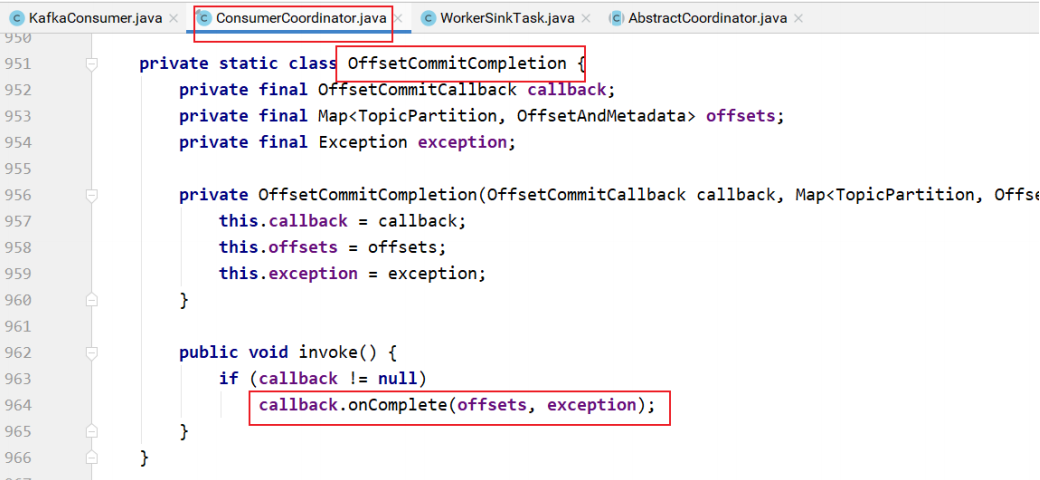 KafkaConsumer.java × ConsumerCoordinator.java × WorkerSinkTask.java × AbstractCoordinator.java ×
950
951 private static class OffsetCommitCompletion {
952 private final OffsetCommitCallback callback;
953 private final Map<TopicPartition, OffsetAndMetadata> offsets;
954 private final Exception exception;
955
956 private OffsetCommitCompletion(OffsetCommitCallback callback, Map<TopicPartition, Offse
957 this.callback = callback;
958 this.offsets = offsets;
959 this.exception = exception;
960 }
961
962 public void invoke() {
963 if (callback != null)
964 callback.onComplete(offsets, exception);
965 }
966 }